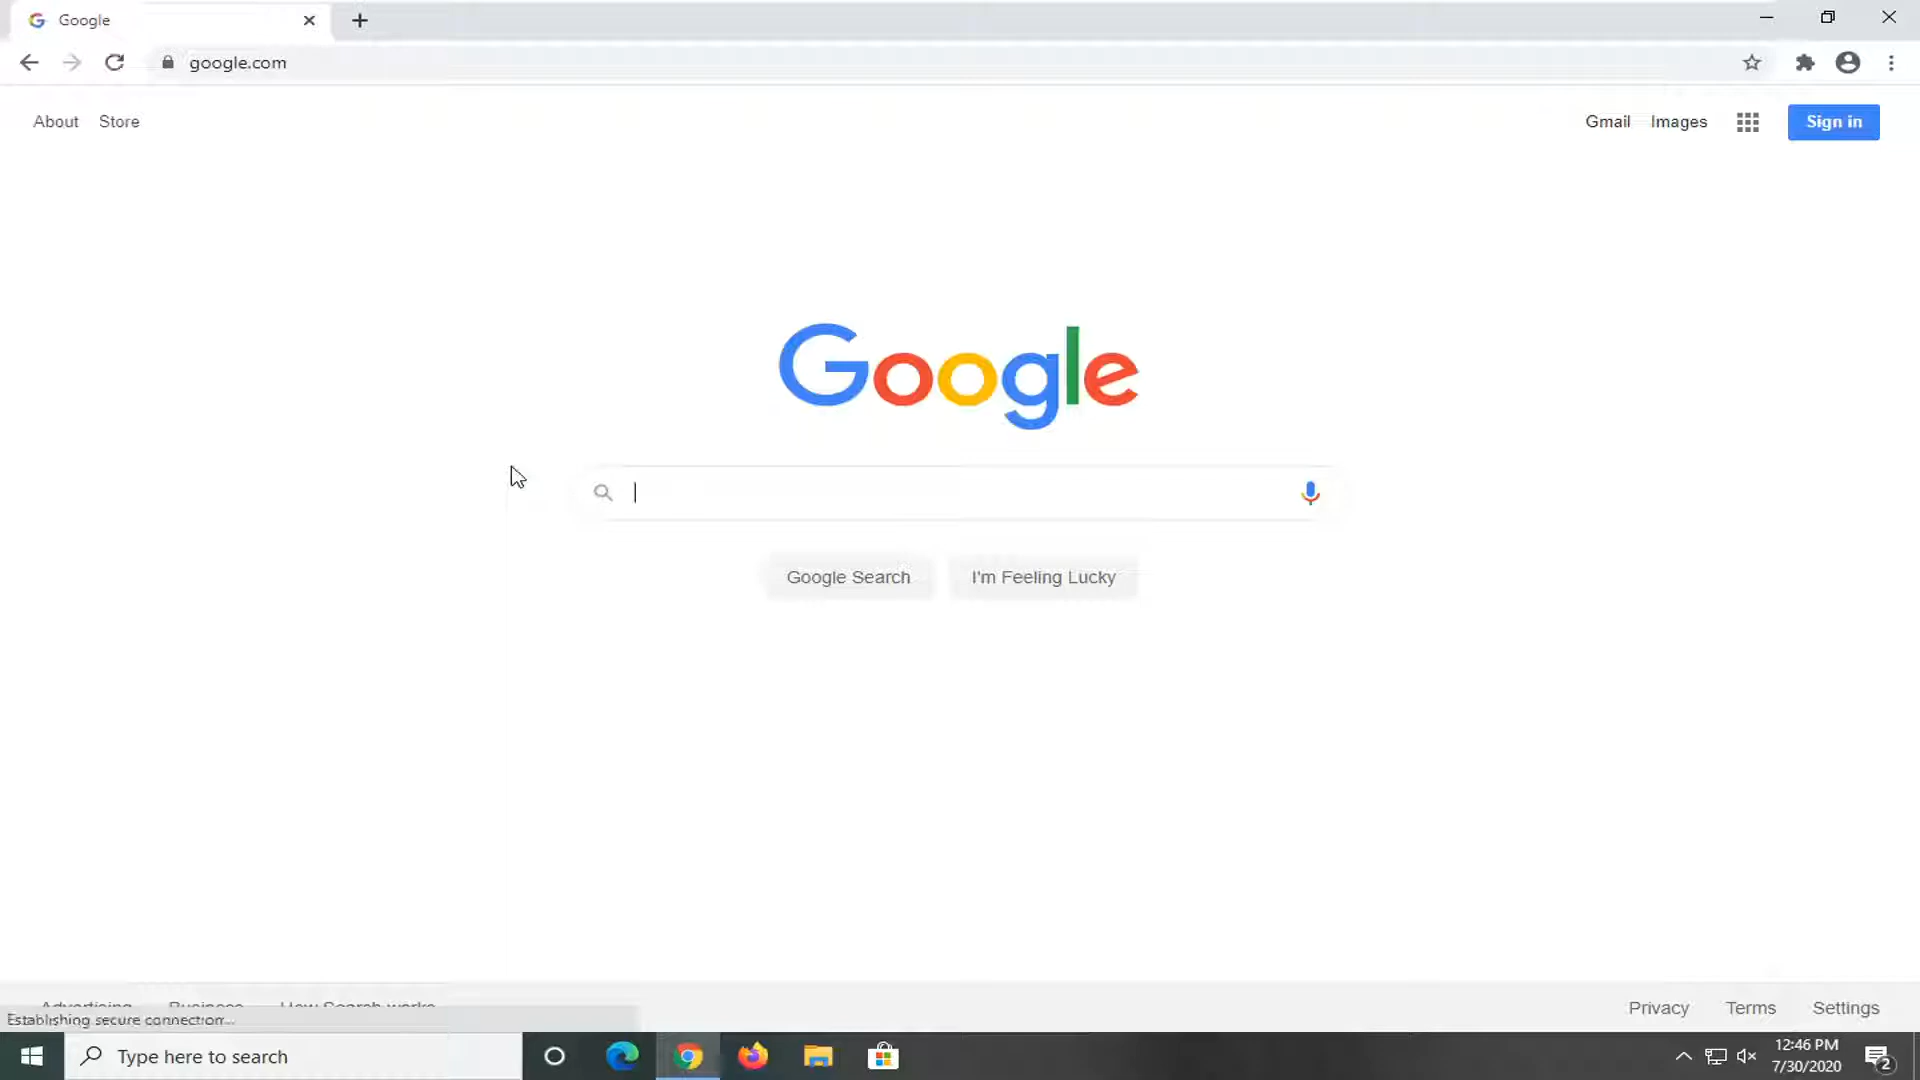 Google
google.com
About Store
Gmail Images Sign in
Google
Google Search I'm Feeling Lucky
Advertising Business How Search works
Privacy Terms Settings
Establishing secure connection...
Type here to search
12:46 PM
7/30/2020
2